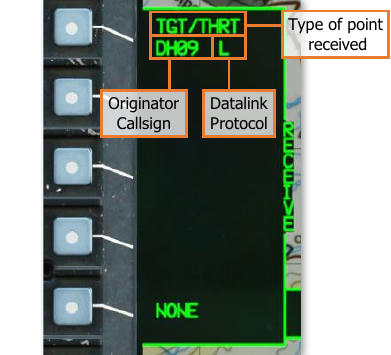 TGT/THRT
DH09 L
Type of point
received
Originator
Callsign
Datalink
Protocol
RECEIVE
NONE